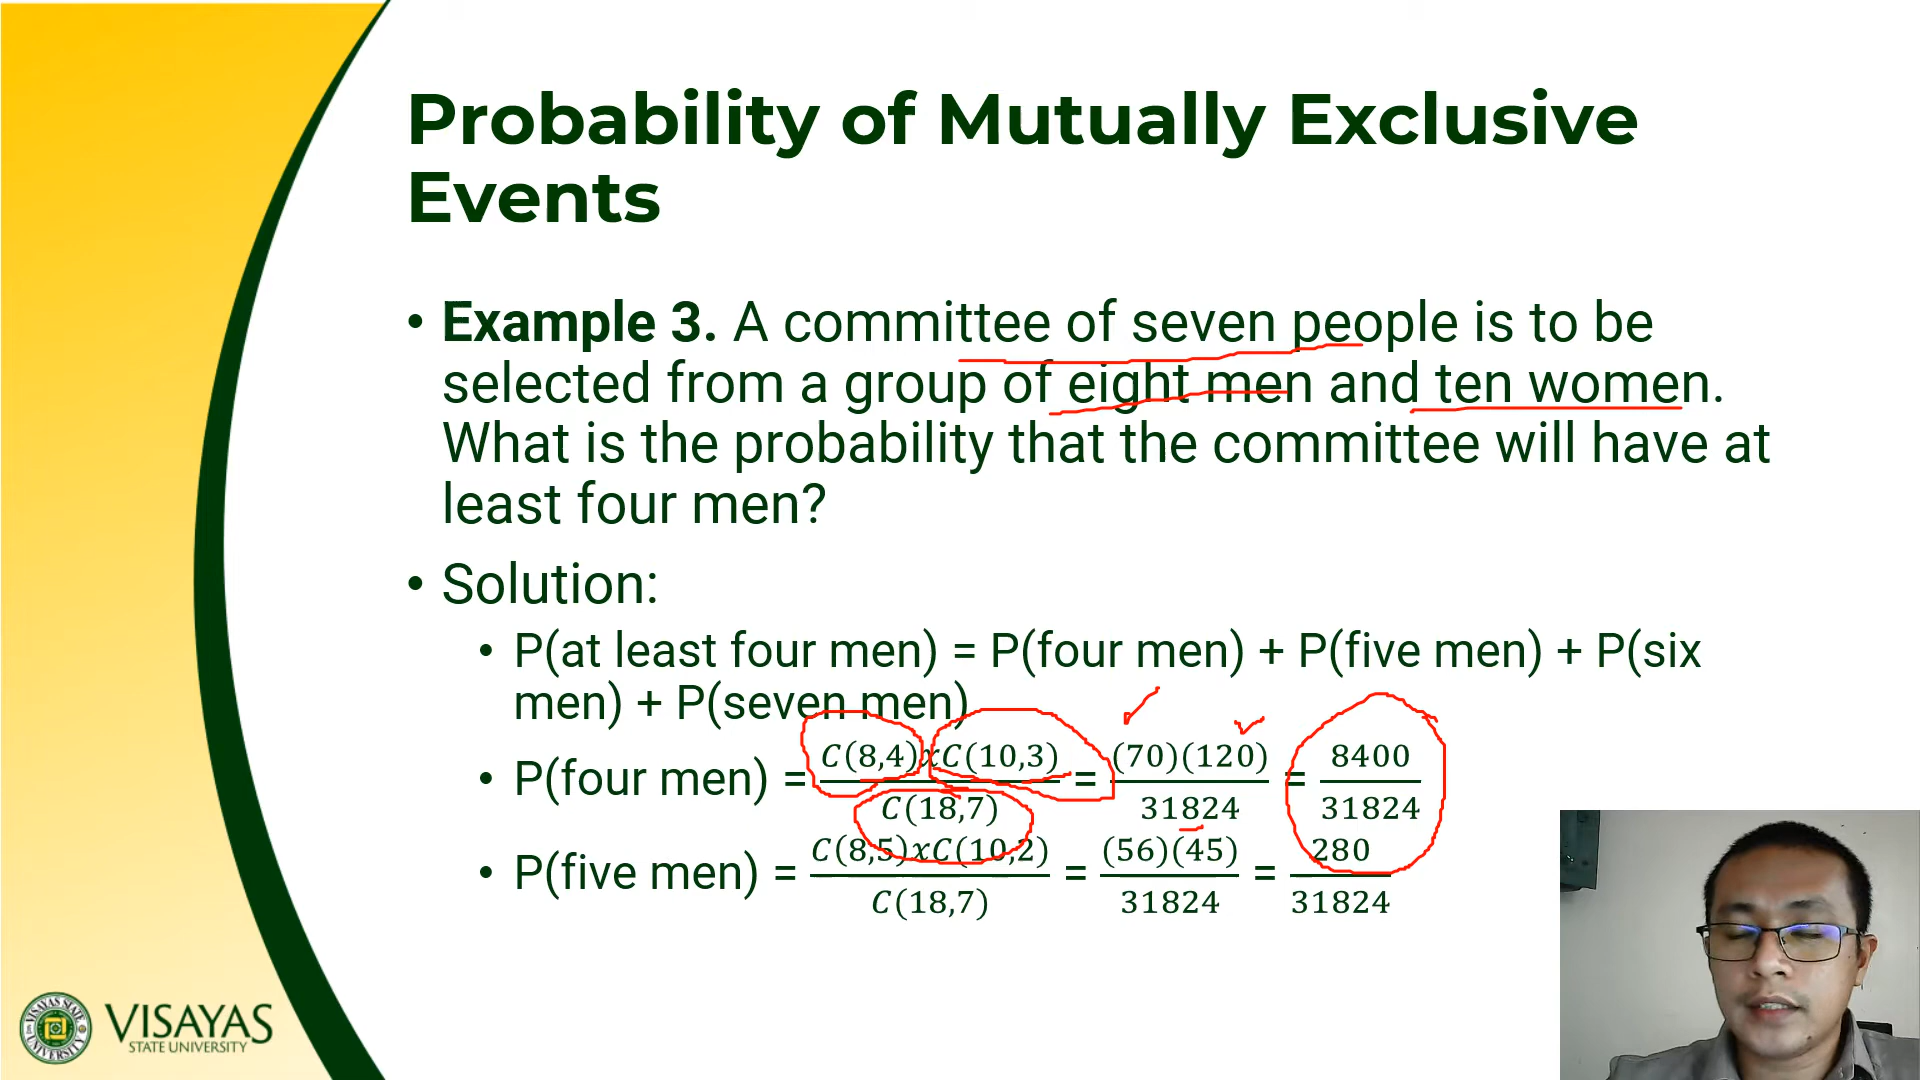 Probability of Mutually Exclusive
Events
• Example 3. A committee of seven people is to be
selected from a group of eight men and ten women.
What is the probability that the committee will have at
least four men?
• Solution:
• P(at least four men) = P(four men) + P(five men) + P(six
men) + P(seven men)
• P(four men) = C(8,4)xC(10,3)/C(18,7) = (70)(120)/31824 = 8400/31824
• P(five men) = C(8,5)xC(10,2)/C(18,7) = (56)(45)/31824 = 280/31824
VISAYAS STATE UNIVERSITY
VISAYAS
STATE UNIVERSITY